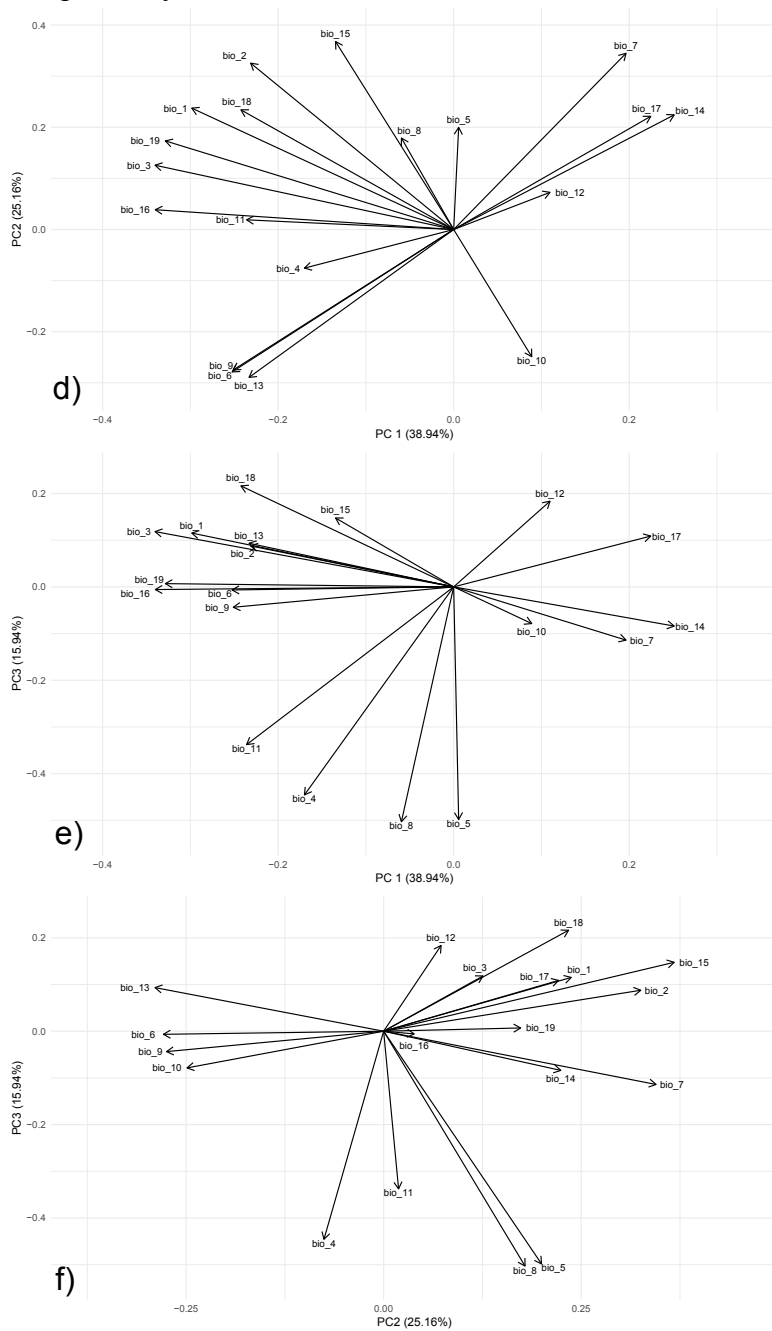 0.4
bio_15
bio_7
bio_2
bio_1
bio_18
bio_17
bio_14
0.2
bio_5
bio_8
bio_19
bio_3
bio_12
bio_16
bio_11
0.0
bio_4
−0.2
bio_9
bio_6
bio_13
bio_10
PC2 (25.16%)
d)
−0.4
−0.2
0.0
0.2
PC 1 (38.94%)
bio_18
0.2
bio_15
bio_12
bio_3
bio_1
bio_13
bio_2
bio_17
0.0
bio_19
bio_16
bio_6
bio_9
bio_10
bio_14
bio_7
−0.2
bio_11
−0.4
bio_4
bio_8
bio_5
PC3 (15.94%)
e)
−0.4
−0.2
0.0
0.2
PC 1 (38.94%)
bio_18
0.2
bio_12
bio_3
bio_17
bio_1
bio_15
bio_13
bio_2
0.0
bio_6
bio_16
bio_19
bio_9
bio_10
bio_14
bio_7
−0.2
bio_11
−0.4
bio_4
bio_8
bio_5
PC3 (15.94%)
f)
−0.25
0.00
0.25
PC2 (25.16%)